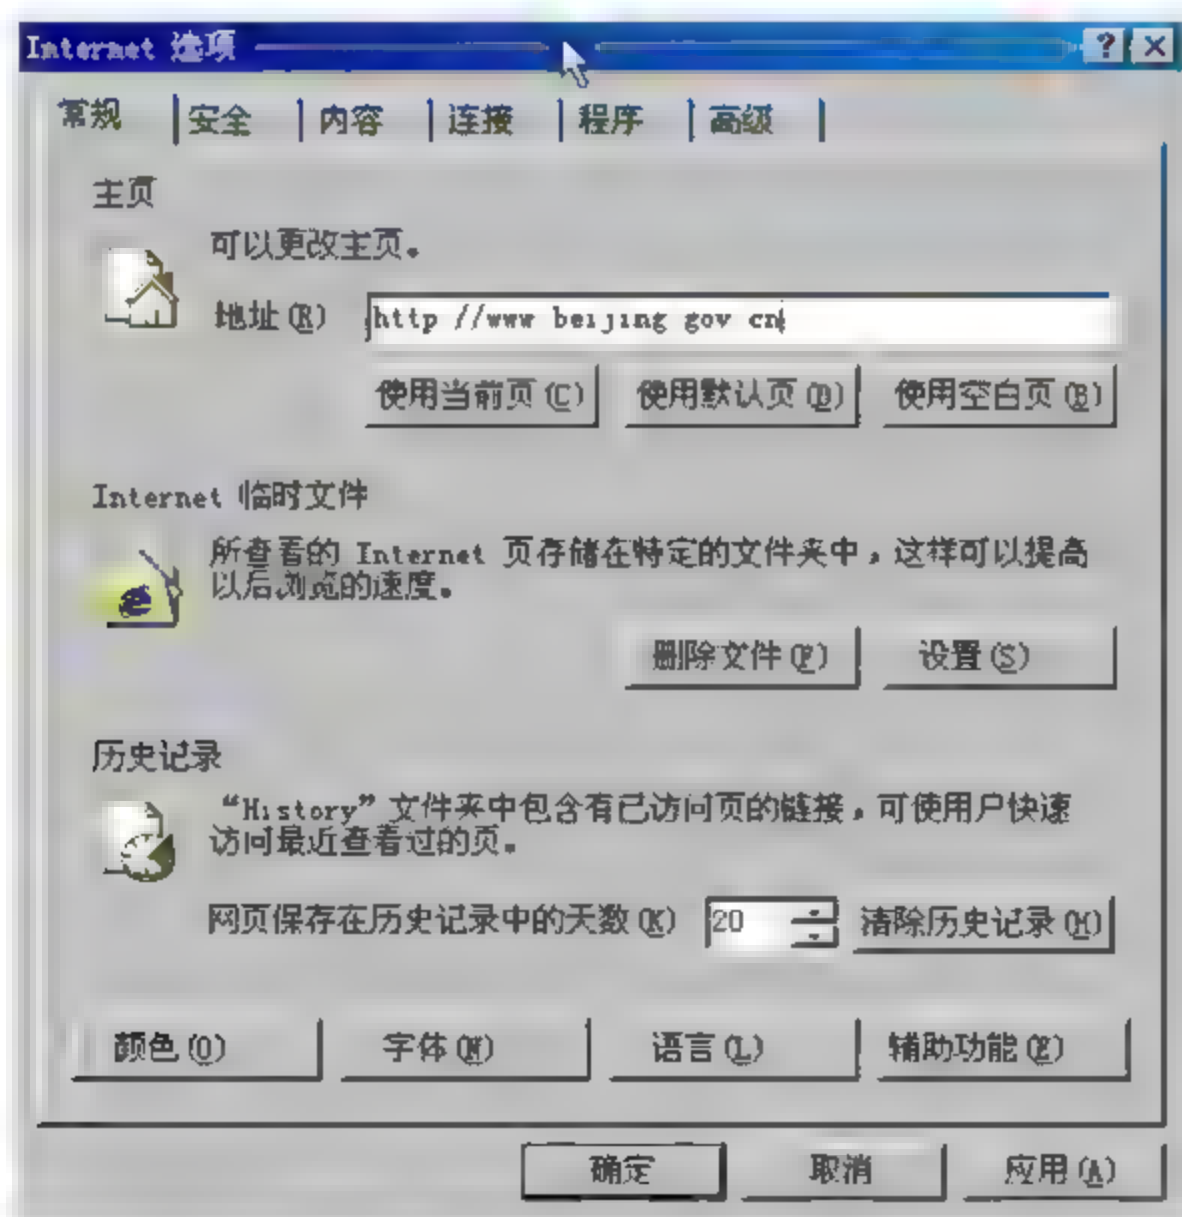 Internet 选项
常规 安全 内容 连接 程序 高级
主页
可以更改主页。
地址(R) http //www beijing gov cn
使用当前页(C) 使用默认页(D) 使用空白页(B)
Internet 临时文件
所查看的 Internet 页存储在特定的文件夹中，这样可以提高
以后浏览的速度。
删除文件(F) 设置(S)
历史记录
“History”文件夹中包含有已访问页的链接，可使用户快速
访问最近查看过的页。
网页保存在历史记录中的天数(K) 20 清除历史记录(H)
颜色(O) 字体(N) 语言(L) 辅助功能(E)
确定 取消 应用(A)